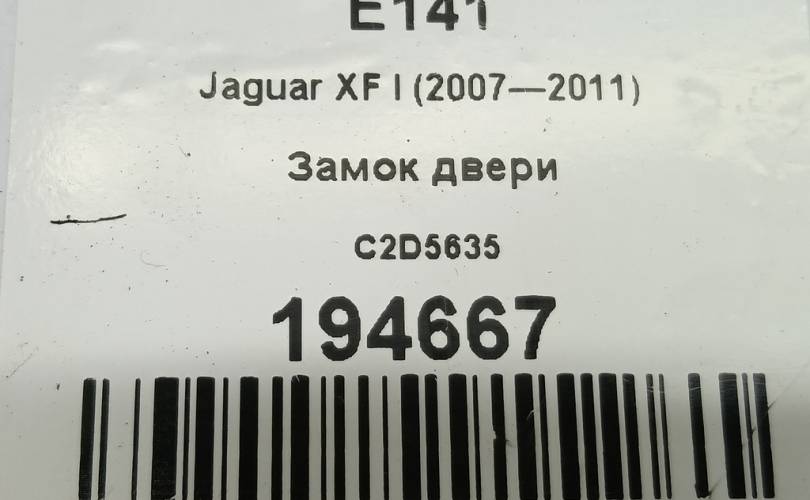 E141
Jaguar XF I (2007—2011)
Замок двери
C2D5635
194667